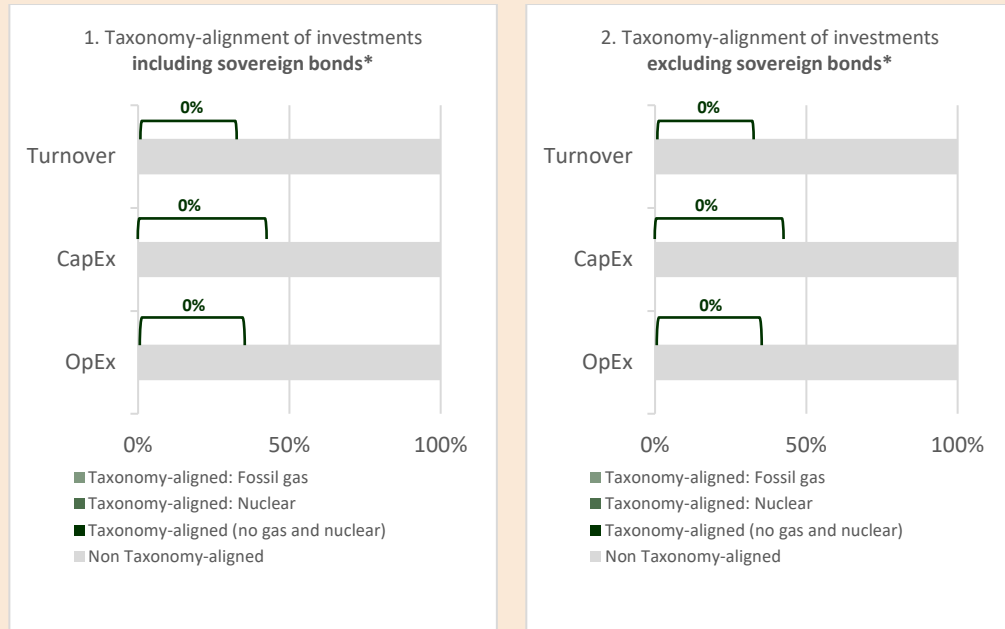 1. Taxonomy-alignment of investments
including sovereign bonds*
0%
Turnover
0%
CapEx
0%
OpEx
0% 50% 100%
Taxonomy-aligned: Fossil gas
Taxonomy-aligned: Nuclear
Taxonomy-aligned (no gas and nuclear)
Non Taxonomy-aligned
2. Taxonomy-alignment of investments
excluding sovereign bonds*
0%
Turnover
0%
CapEx
0%
OpEx
0% 50% 100%
Taxonomy-aligned: Fossil gas
Taxonomy-aligned: Nuclear
Taxonomy-aligned (no gas and nuclear)
Non Taxonomy-aligned